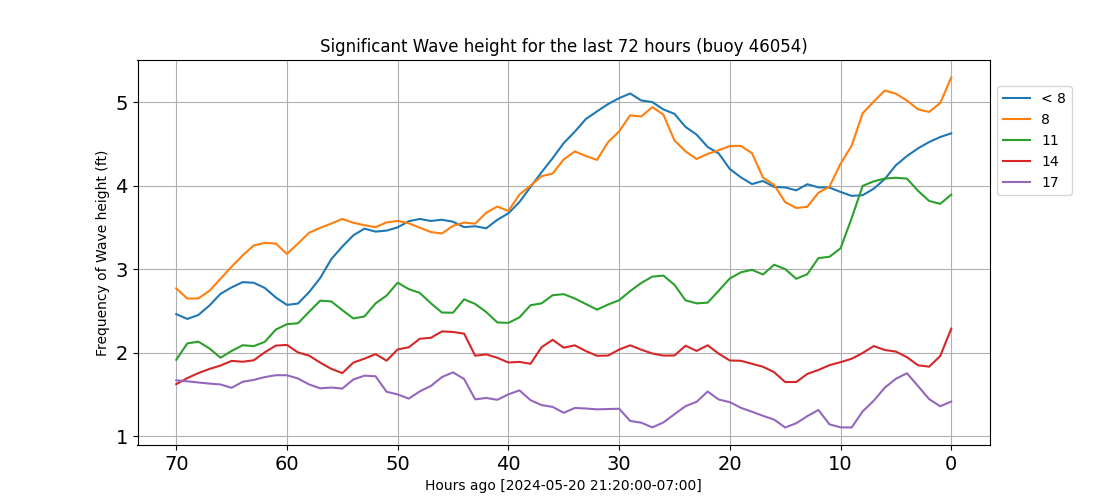 Significant Wave height for the last 72 hours (buoy 46054)
Frequency of Wave height (ft)
5
4
3
2
1
70 60 50 40 30 20 10 0
Hours ago [2024-05-20 21:20:00-07:00]
< 8
8
11
14
17